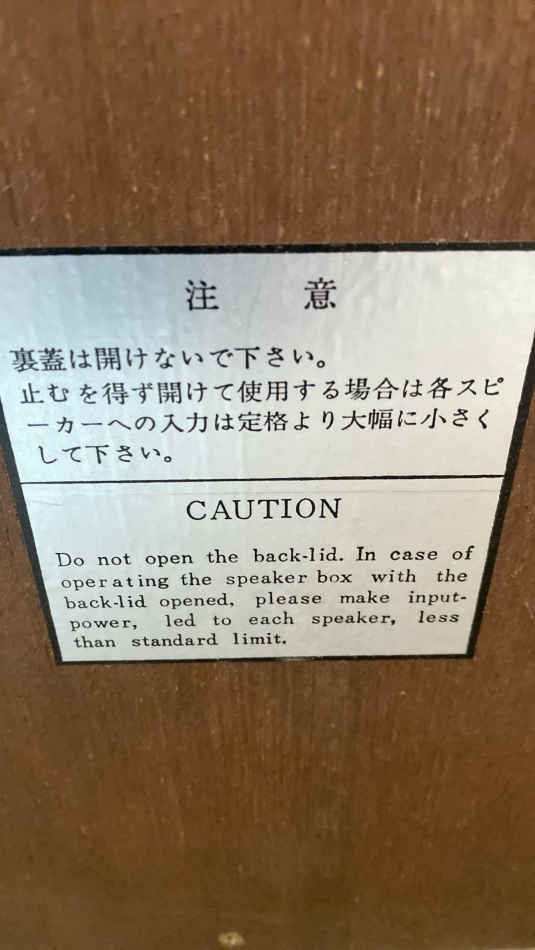 注 意
裏蓋は開けないで下さい。
止むを得ず開けて使用する場合は各スピ
ーカーへの入力は定格より大幅に小さく
して下さい。
CAUTION
Do not open the back-lid. In case of
operating the speaker box with the
back-lid opened, please make input-
power, led to each speaker, less
than standard limit.